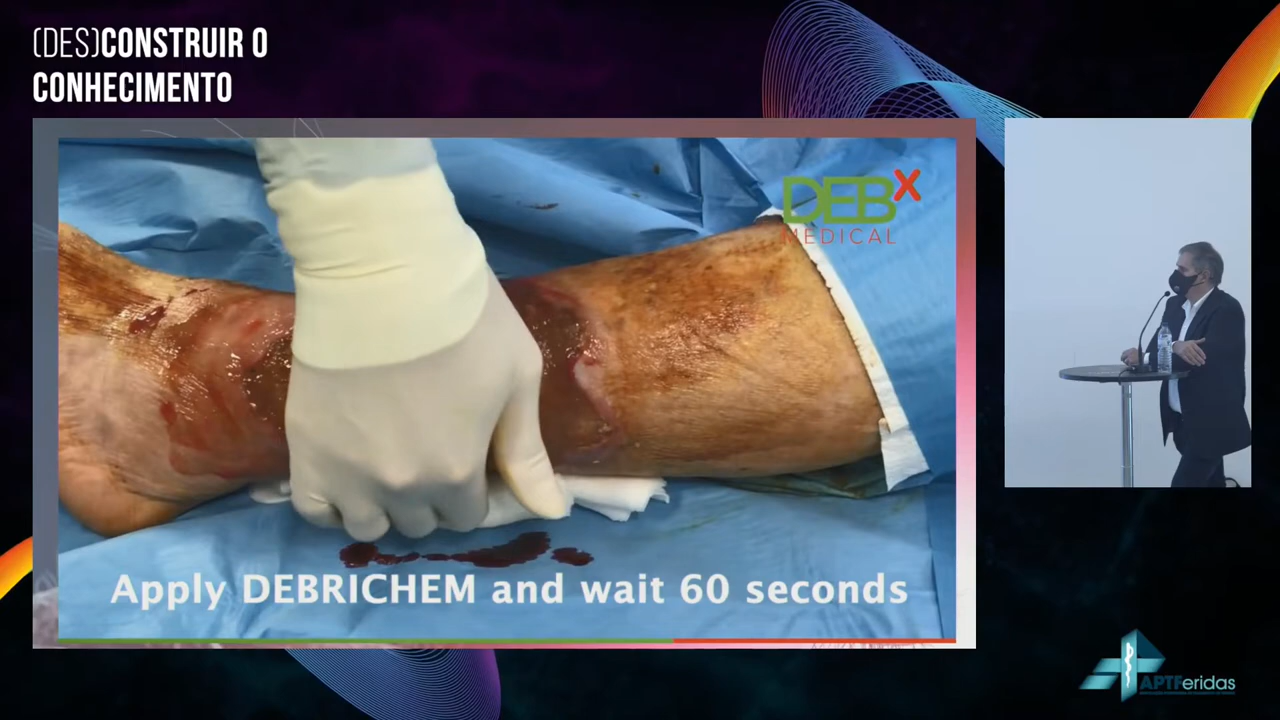 (DES)CONSTRUIR O
CONHECIMENTO
DEBX
MEDICAL
Apply DEBRICHEM and wait 60 seconds
APTFeridas